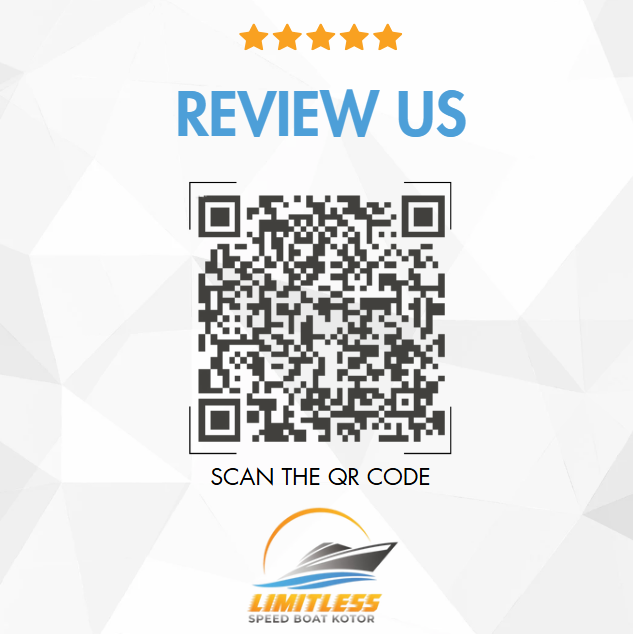 REVIEW US
SCAN THE QR CODE
LIMITLESS
SPEED BOAT KOTOR